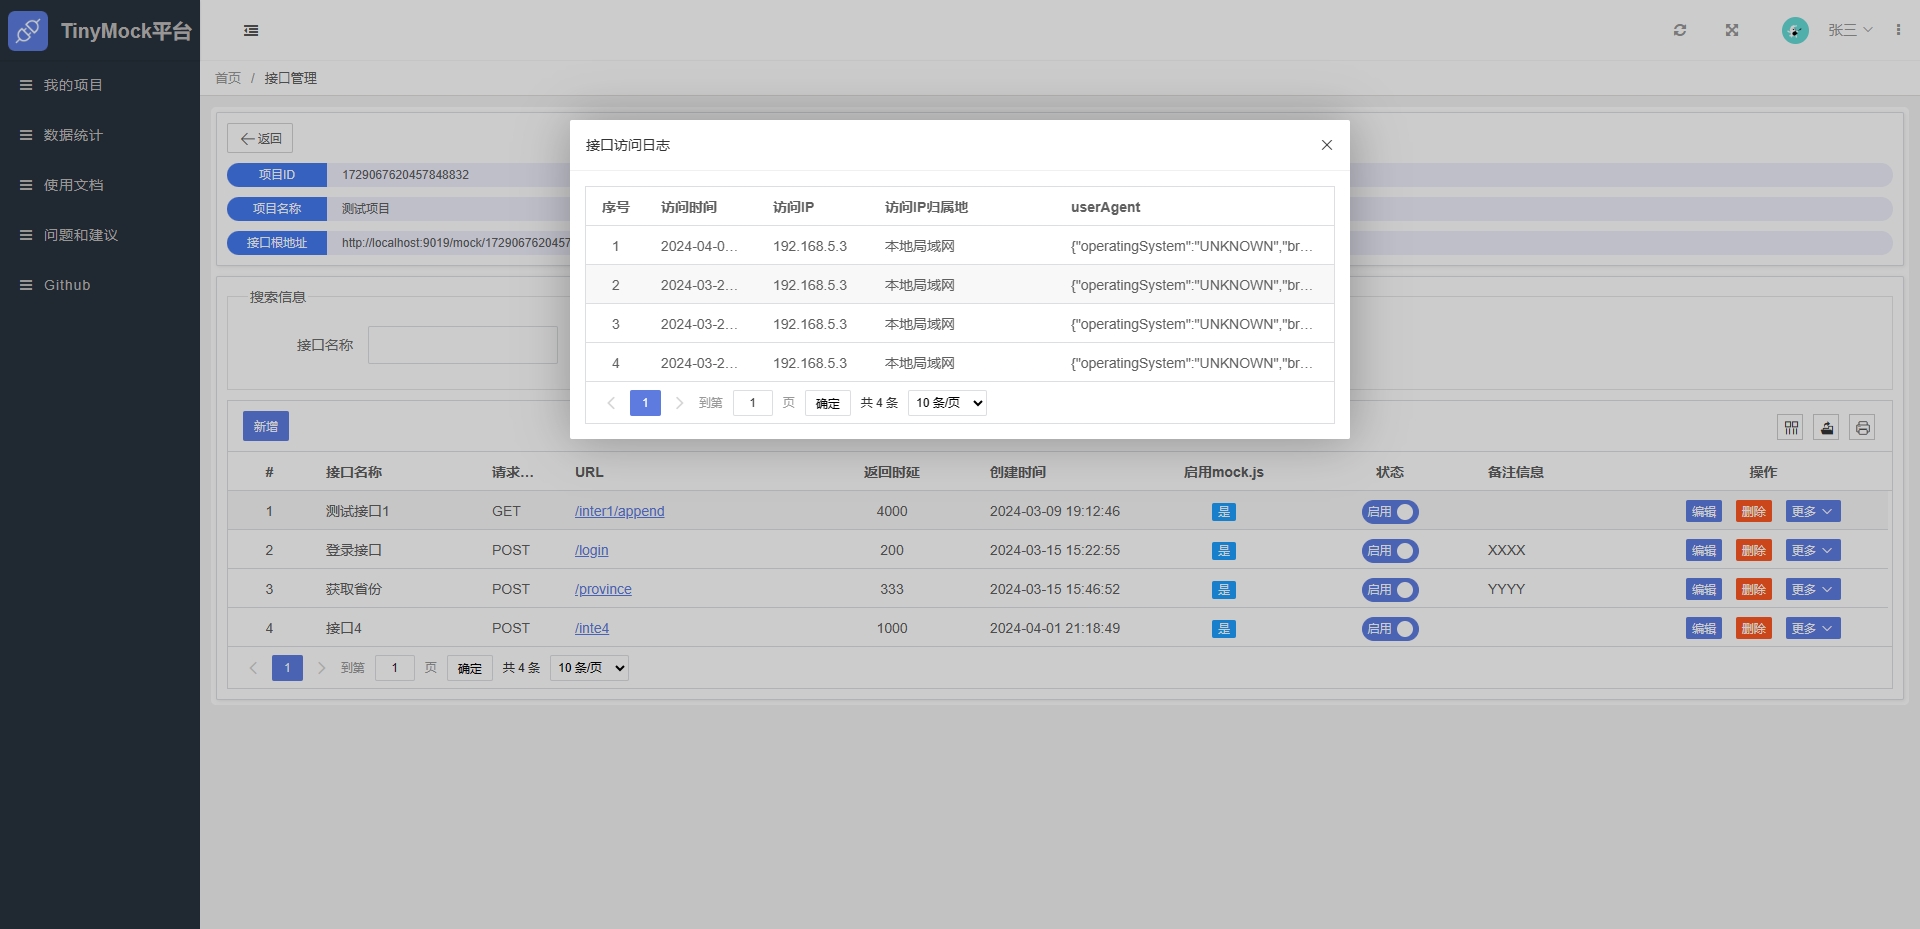 TinyMock平台
张三
我的项目
数据统计
使用文档
问题和建议
Github
首页 / 接口管理
返回
项目ID 1729067620457848832
项目名称 测试项目
接口根地址 http://localhost:9019/mock/1729067620457
搜索信息
接口名称
接口访问日志
序号 访问时间 访问IP 访问IP归属地 userAgent
1 2024-04-0... 192.168.5.3 本地局域网 {"operatingSystem":"UNKNOWN","br...
2 2024-03-2... 192.168.5.3 本地局域网 {"operatingSystem":"UNKNOWN","br...
3 2024-03-2... 192.168.5.3 本地局域网 {"operatingSystem":"UNKNOWN","br...
4 2024-03-2... 192.168.5.3 本地局域网 {"operatingSystem":"UNKNOWN","br...
1 到第 1 页 确定 共 4 条 10 条/页
新增
# 接口名称 请求... URL 返回时延 创建时间 启用mock.js 状态 备注信息 操作
1 测试接口1 GET /inter1/append 4000 2024-03-09 19:12:46 是 启用 编辑 删除 更多
2 登录接口 POST /login 200 2024-03-15 15:22:55 是 启用 XXXX 编辑 删除 更多
3 获取省份 POST /province 333 2024-03-15 15:46:52 是 启用 YYYY 编辑 删除 更多
4 接口4 POST /inte4 1000 2024-04-01 21:18:49 是 启用 编辑 删除 更多
1 到第 1 页 确定 共 4 条 10 条/页